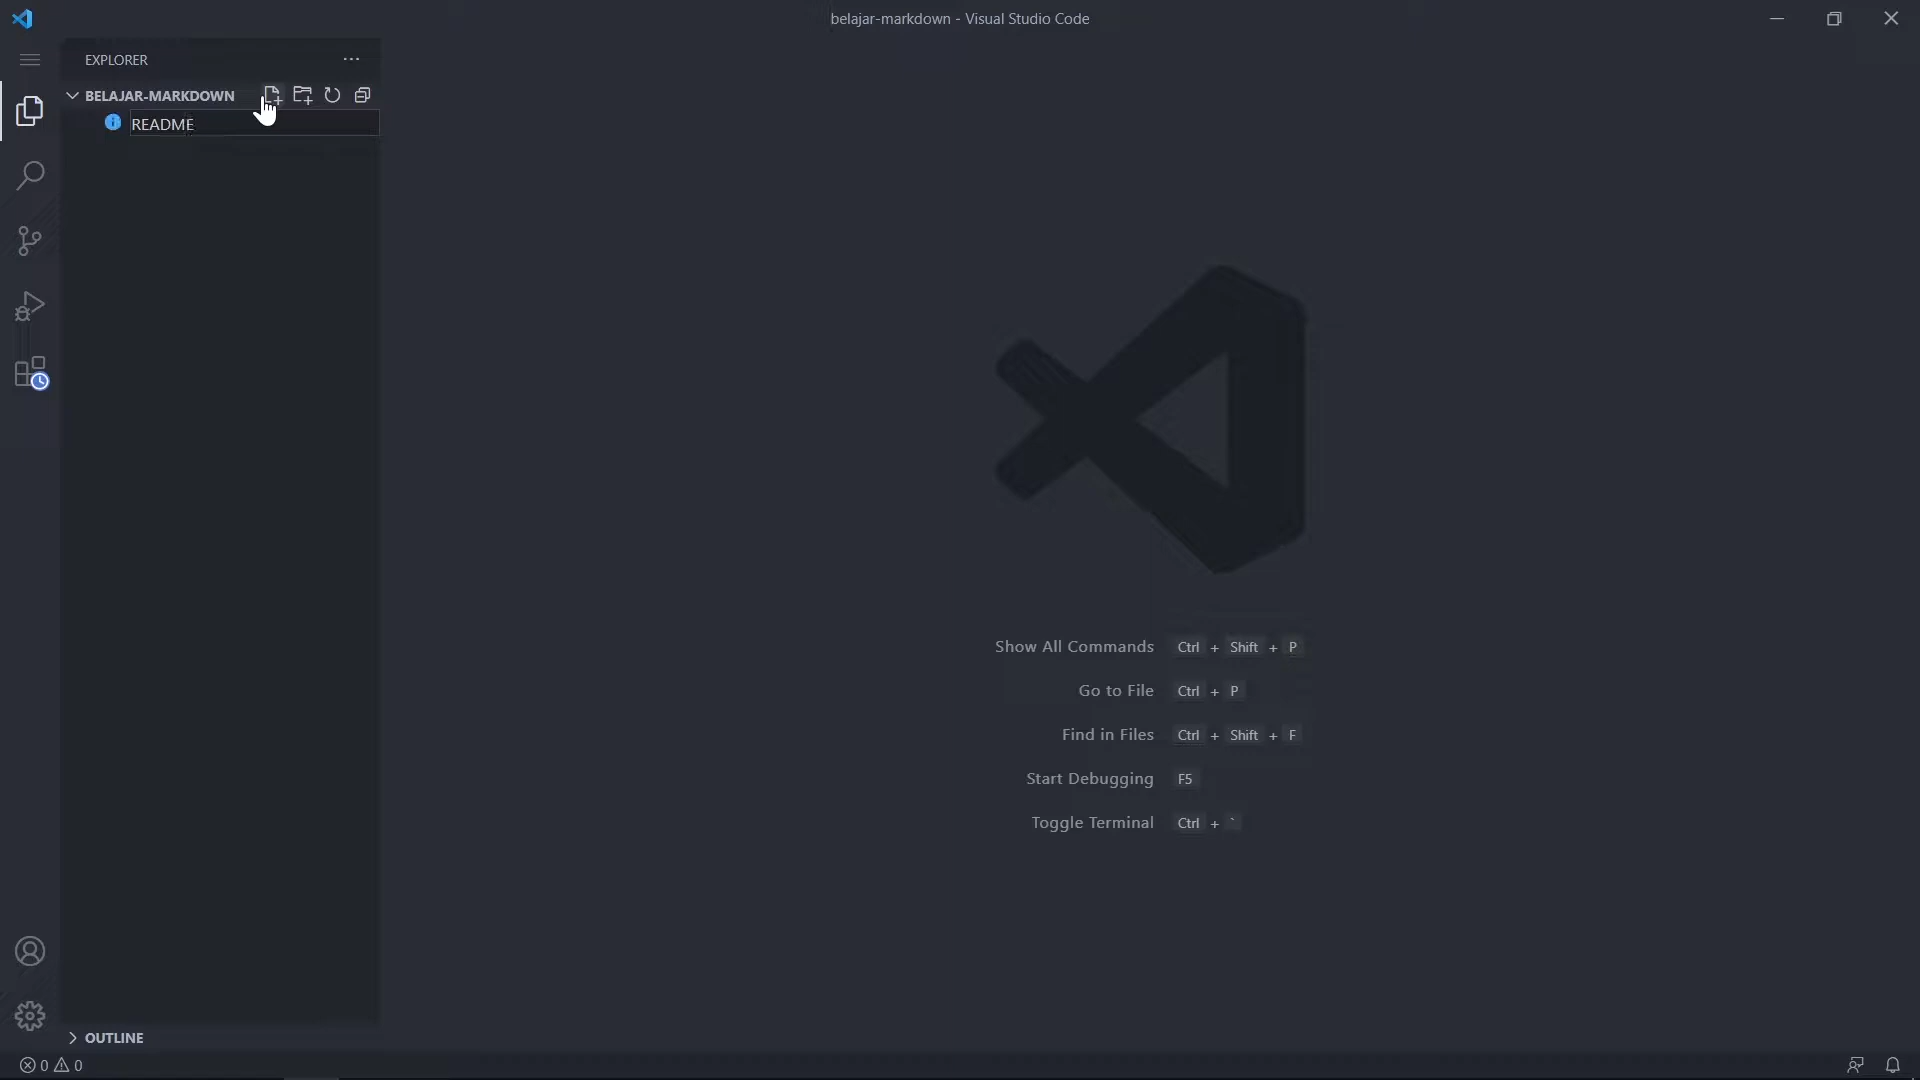 belajar-markdown - Visual Studio Code
EXPLORER
BELAJAR-MARKDOWN
README
Show All Commands Ctrl + Shift + P
Go to File Ctrl + P
Find in Files Ctrl + Shift + F
Start Debugging F5
Toggle Terminal Ctrl + `
OUTLINE
0 0